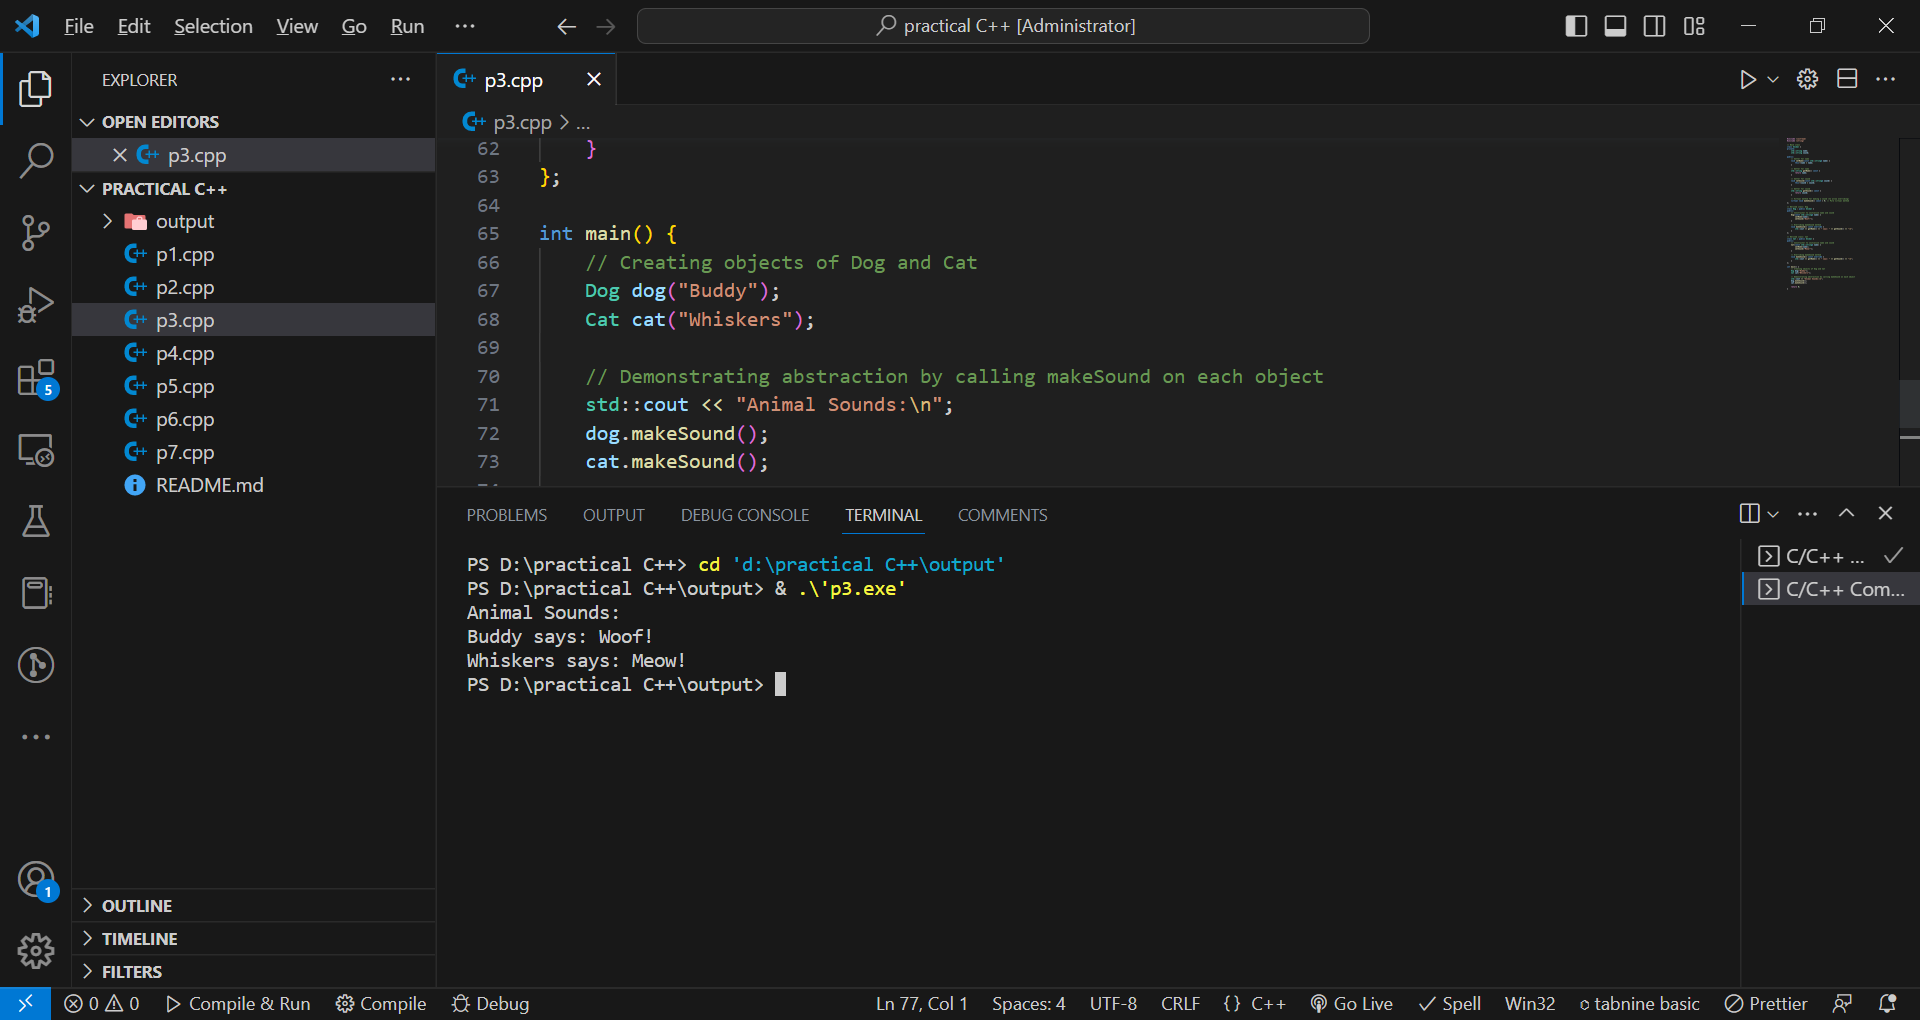 File Edit Selection View Go Run ··· practical C++ [Administrator]
EXPLORER
OPEN EDITORS
p3.cpp
PRACTICAL C++
output
p1.cpp
p2.cpp
p3.cpp
p4.cpp
p5.cpp
p6.cpp
p7.cpp
README.md
OUTLINE
TIMELINE
FILTERS
5
1
p3.cpp
p3.cpp > ...
62 }
63 };
64
65 int main() {
66 // Creating objects of Dog and Cat
67 Dog dog("Buddy");
68 Cat cat("Whiskers");
69
70 // Demonstrating abstraction by calling makeSound on each object
71 std::cout << "Animal Sounds:\n";
72 dog.makeSound();
73 cat.makeSound();
PROBLEMS OUTPUT DEBUG CONSOLE TERMINAL COMMENTS
PS D:\practical C++> cd 'd:\practical C++\output'
PS D:\practical C++\output> & .\'p3.exe'
Animal Sounds:
Buddy says: Woof!
Whiskers says: Meow!
PS D:\practical C++\output>
C/C++ ...
C/C++ Com...
0 0 Compile & Run Compile Debug Ln 77, Col 1 Spaces: 4 UTF-8 CRLF {} C++ Go Live Spell Win32 tabnine basic Prettier